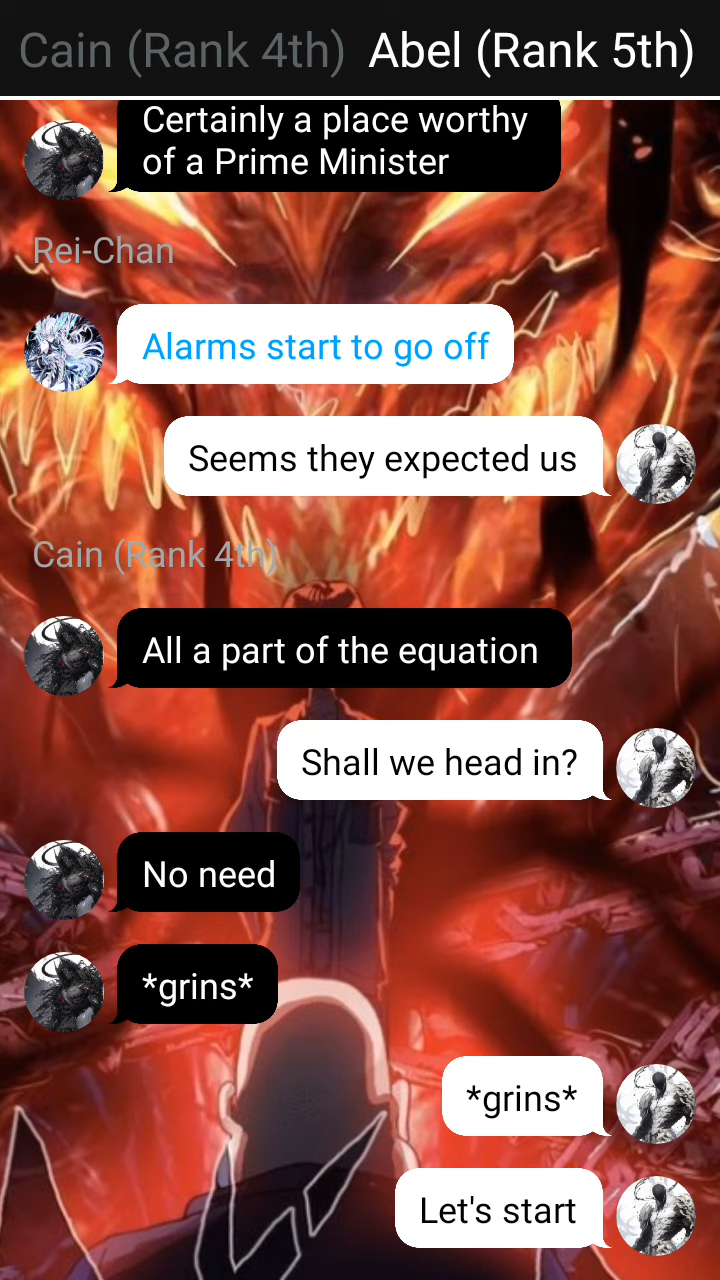 Cain (Rank 4th) Abel (Rank 5th)
Certainly a place worthy
of a Prime Minister
Rei-Chan
Alarms start to go off
Seems they expected us
Cain (Rank 4th)
All a part of the equation
Shall we head in?
No need
*grins*
*grins*
Let's start